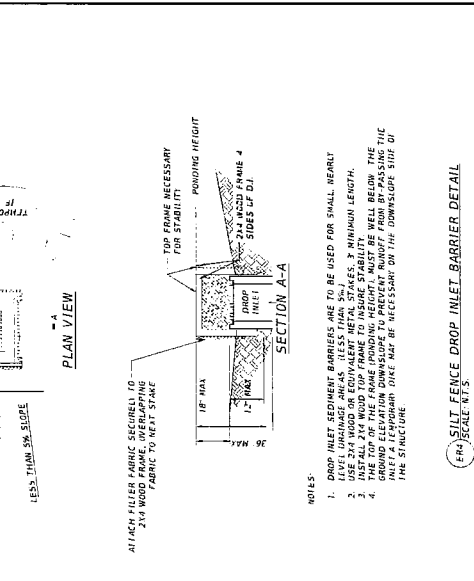 TEMPO
IF
LESS THAN 5% SLOPE
A
PLAN VIEW
ATTACH FILTER FABRIC SECURELY TO
2X4 WOOD FRAME, OVERLAPPING
FABRIC TO NEXT STAKE
TOP FRAME NECESSARY
FOR STABILITY
PONDING HEIGHT
2X4 WOOD FRAME 4
SIDES OF D.I.
DROP
INLET
18" MAX
12" MAX
36" MAX
SECTION A-A
NOTES:
1. DROP INLET SEDIMENT BARRIERS ARE TO BE USED FOR SMALL, NEARLY
LEVEL DRAINAGE AREAS. (LESS THAN 5%)
2. USE 2X4 WOOD OR EQUIVALENT METAL STAKES, 3' MINIMUN LENGTH.
3. INSTALL 2X4 WOOD TOP FRAME TO INSURE STABILITY.
4. THE TOP OF THE FRAME (PONDING HEIGHT), MUST BE WELL BELOW THE
GROUND ELEVATION DOWNSLOPE TO PREVENT RUNOFF FROM BY-PASSING THE
INLET A TEMPORARY DIKE MAY BE NECESSARY ON THE DOWNSLOPE SIDE OF
THE STRUCTURE.
ER4 SILT FENCE DROP INLET BARRIER DETAIL
SCALE: N.T.S.